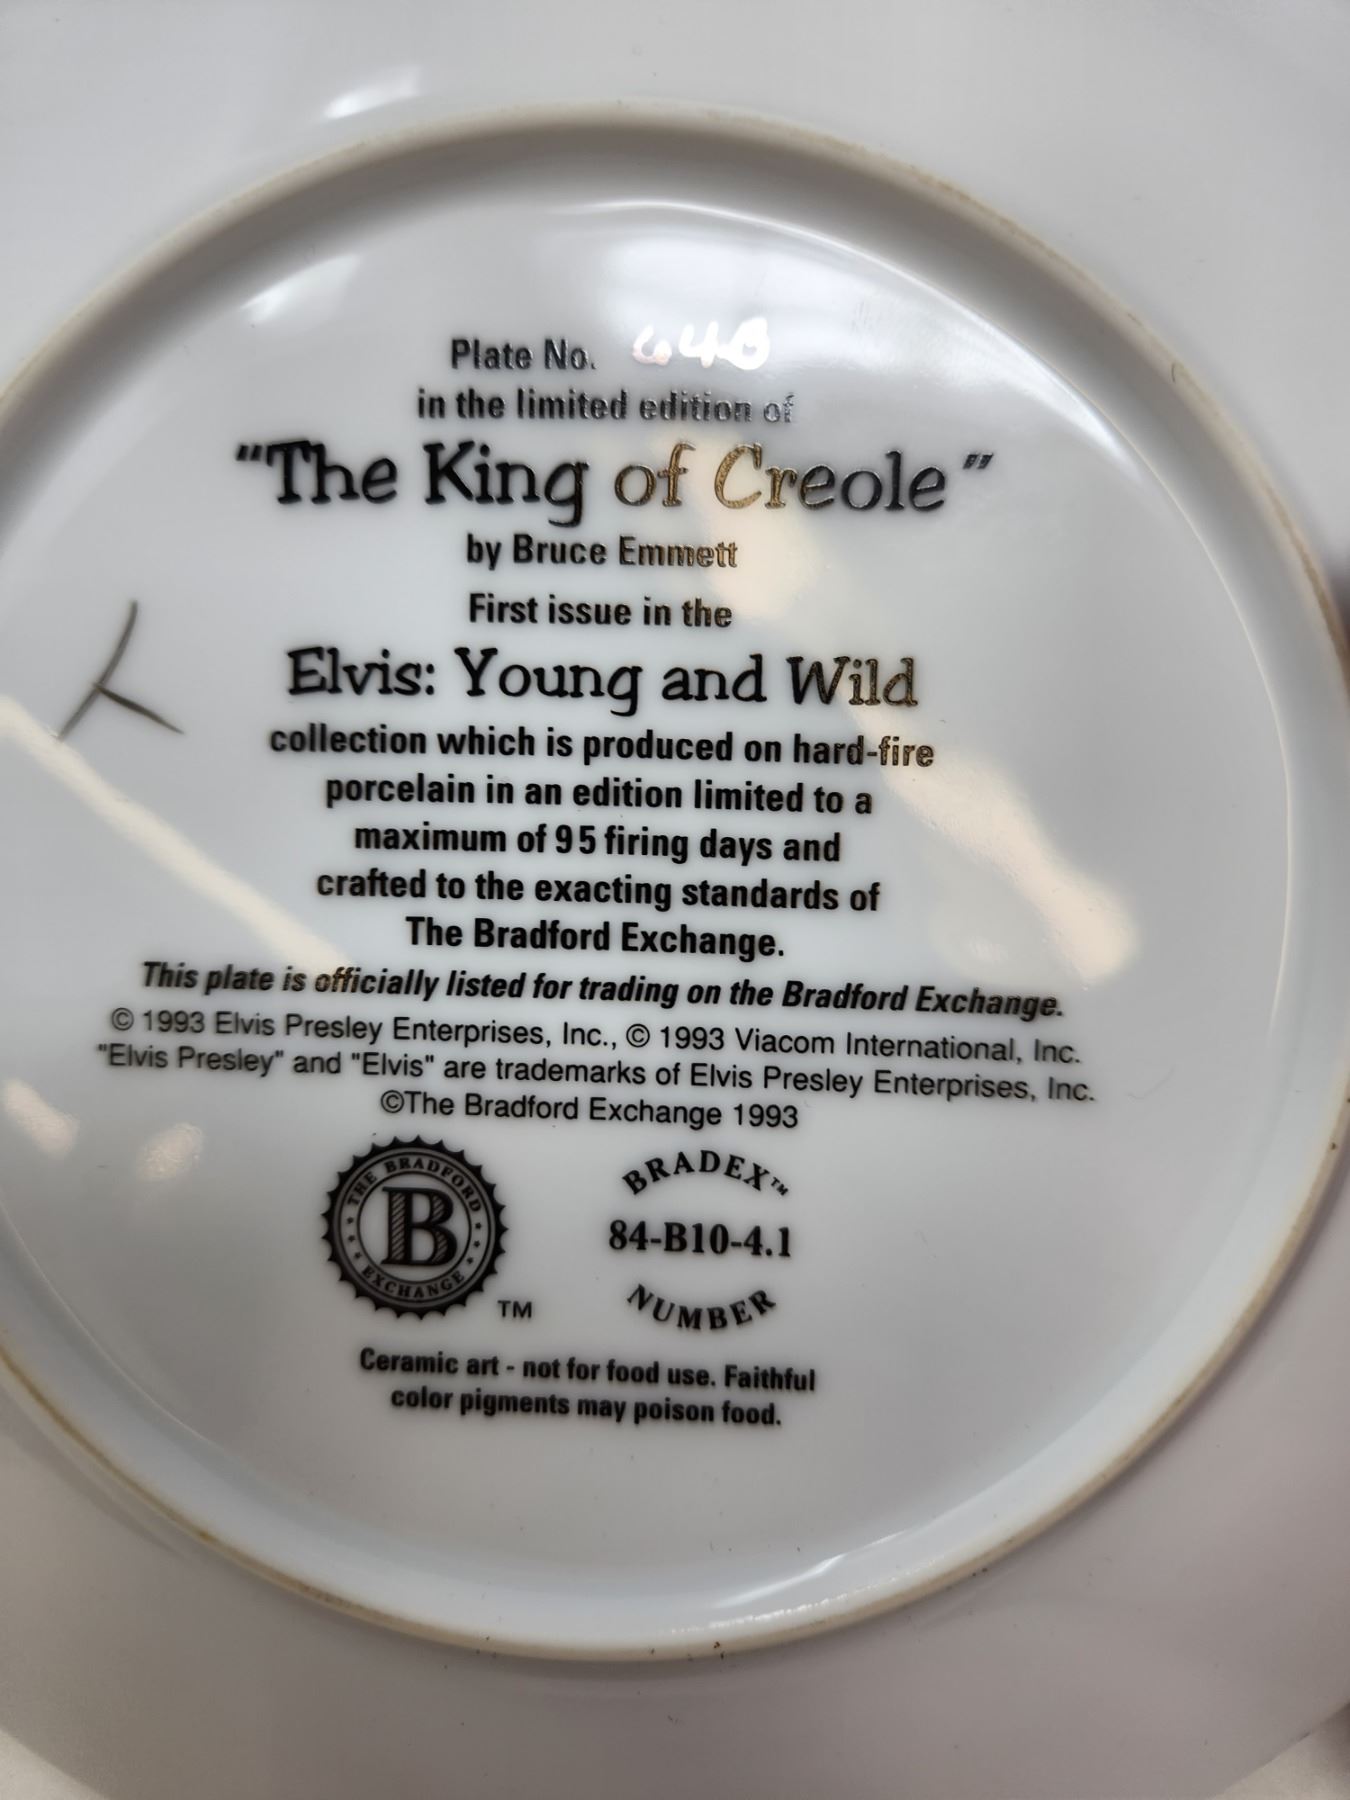 Plate No. 64B
in the limited edition of
"The King of Creole"
by Bruce Emmett
First issue in the
Elvis: Young and Wild
collection which is produced on hard-fire
porcelain in an edition limited to a
maximum of 95 firing days and
crafted to the exacting standards of
The Bradford Exchange.
This plate is officially listed for trading on the Bradford Exchange.
© 1993 Elvis Presley Enterprises, Inc., © 1993 Viacom International, Inc.
"Elvis Presley" and "Elvis" are trademarks of Elvis Presley Enterprises, Inc.
©The Bradford Exchange 1993
THE BRADFORD
B
EXCHANGE
TM
BRADEX™
84-B10-4.1
NUMBER
Ceramic art - not for food use. Faithful
color pigments may poison food.